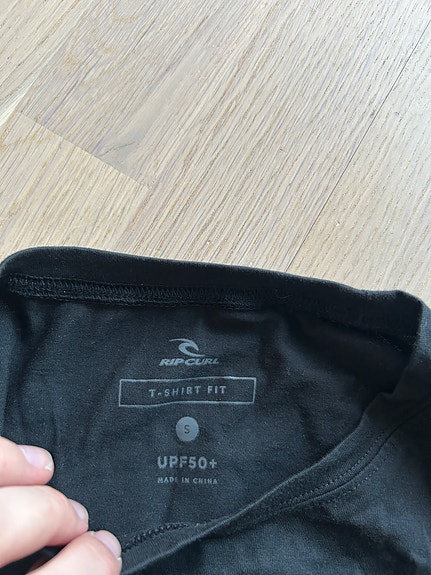 RIP CURL
T-SHIRT FIT
S
UPF50+
MADE IN CHINA